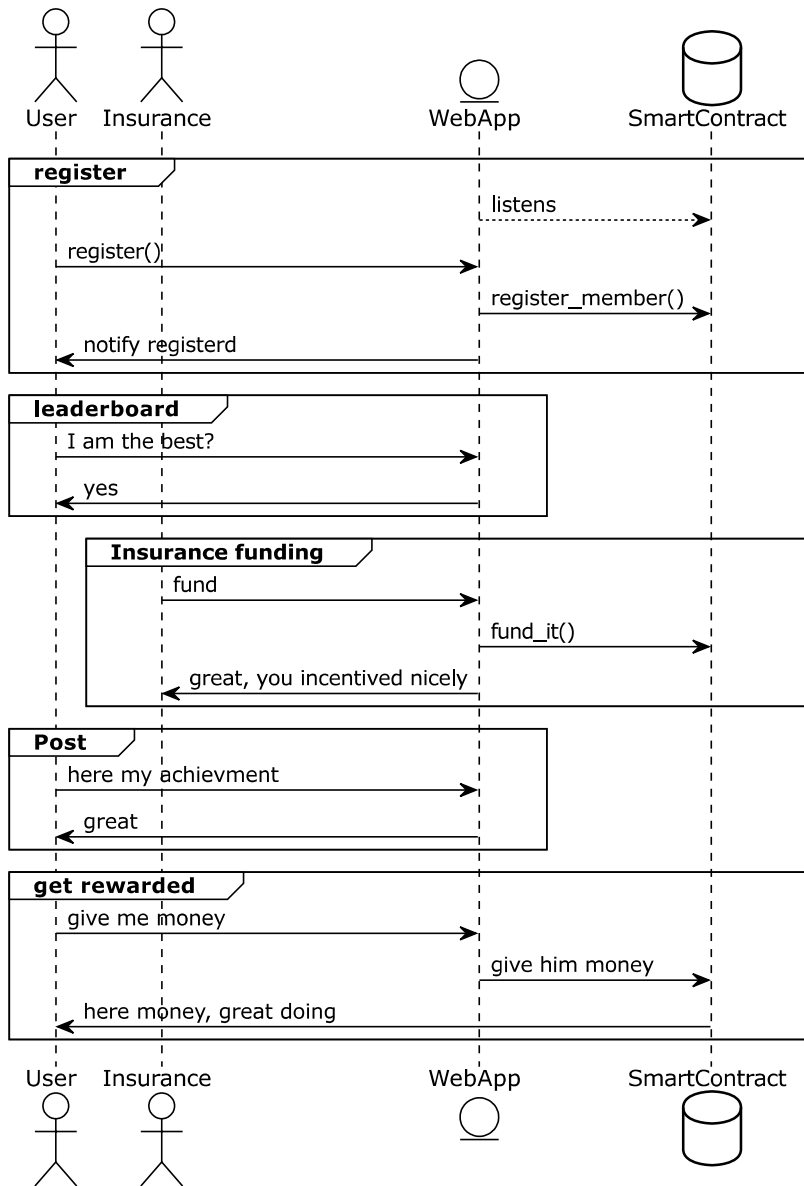 User Insurance WebApp SmartContract
register
listens
register()
register_member()
notify registerd
leaderboard
I am the best?
yes
Insurance funding
fund
fund_it()
great, you incentived nicely
Post
here my achievment
great
get rewarded
give me money
give him money
here money, great doing
User Insurance WebApp SmartContract